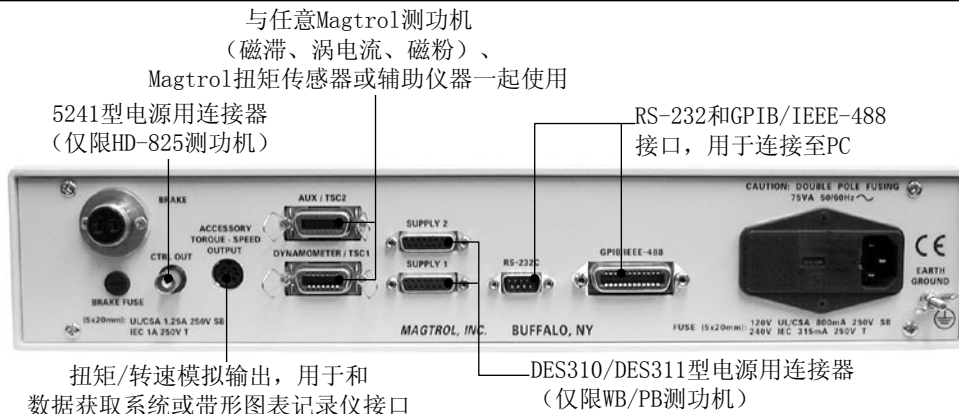 与任意Magtrol测功机
（磁滞、涡电流、磁粉）、
Magtrol扭矩传感器或辅助仪器一起使用
5241型电源用连接器
（仅限HD-825测功机）
RS-232和GPIB/IEEE-488
接口，用于连接至PC
BRAKE
BRAKE FUSE
(5x20mm): UL/CSA 1.25A 250V SB
IEC 1A 250V T
CTRL OUT
ACCESSORY
TORQUE - SPEED
OUTPUT
AUX / TSC2
DYNAMOMETER / TSC1
SUPPLY 2
SUPPLY 1
RS-232C
GPIB/IEEE-488
CAUTION: DOUBLE POLE FUSING
75VA 50/60Hz
CE
EARTH
GROUND
MAGTROL, INC. BUFFALO, NY
FUSE (5x20mm): 120V UL/CSA 800mA 250V SB
240V IEC 315mA 250V T
扭矩/转速模拟输出，用于和
数据获取系统或带形图表记录仪接口
DES310/DES311型电源用连接器
（仅限WB/PB测功机）